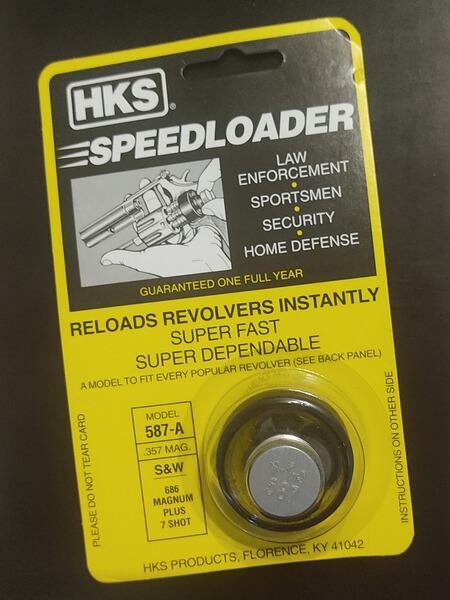 HKS®
SPEEDLOADER
LAW
ENFORCEMENT
•
SPORTSMEN
•
SECURITY
•
HOME DEFENSE
GUARANTEED ONE FULL YEAR
RELOADS REVOLVERS INSTANTLY
SUPER FAST
SUPER DEPENDABLE
A MODEL TO FIT EVERY POPULAR REVOLVER (SEE BACK PANEL)
PLEASE DO NOT TEAR CARD
MODEL
587-A
.357 MAG.
S&W
686
MAGNUM
PLUS
7 SHOT
INSTRUCTIONS ON OTHER SIDE
HKS PRODUCTS, FLORENCE, KY 41042